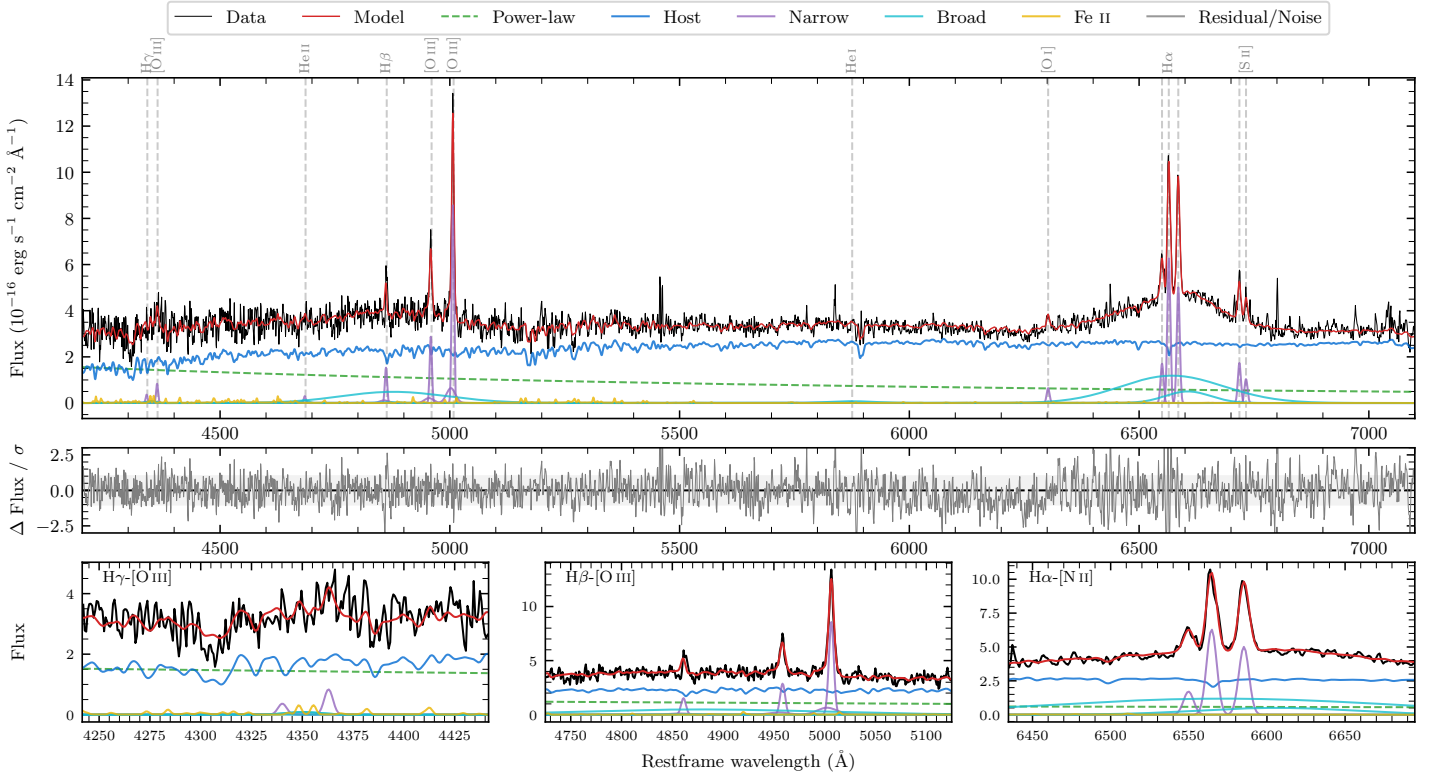 Data Model Power-law Host Narrow Broad Fe II Residual/Noise
Hγ [O III] He II Hβ [O III] [O III] He I [O I] Hα [S II]
Flux (10⁻¹⁶ erg s⁻¹ cm⁻² Å⁻¹)
14
12
10
8
6
4
2
0
4500 5000 5500 6000 6500 7000
Δ Flux / σ
2.5
0.0
−2.5
4500 5000 5500 6000 6500 7000
Flux
Hγ-[O III]
4
2
0
4250 4275 4300 4325 4350 4375 4400 4425
Hβ-[O III]
10
5
0
4750 4800 4850 4900 4950 5000 5050 5100
Hα-[N II]
10.0
7.5
5.0
2.5
0.0
6450 6500 6550 6600 6650
Restframe wavelength (Å)